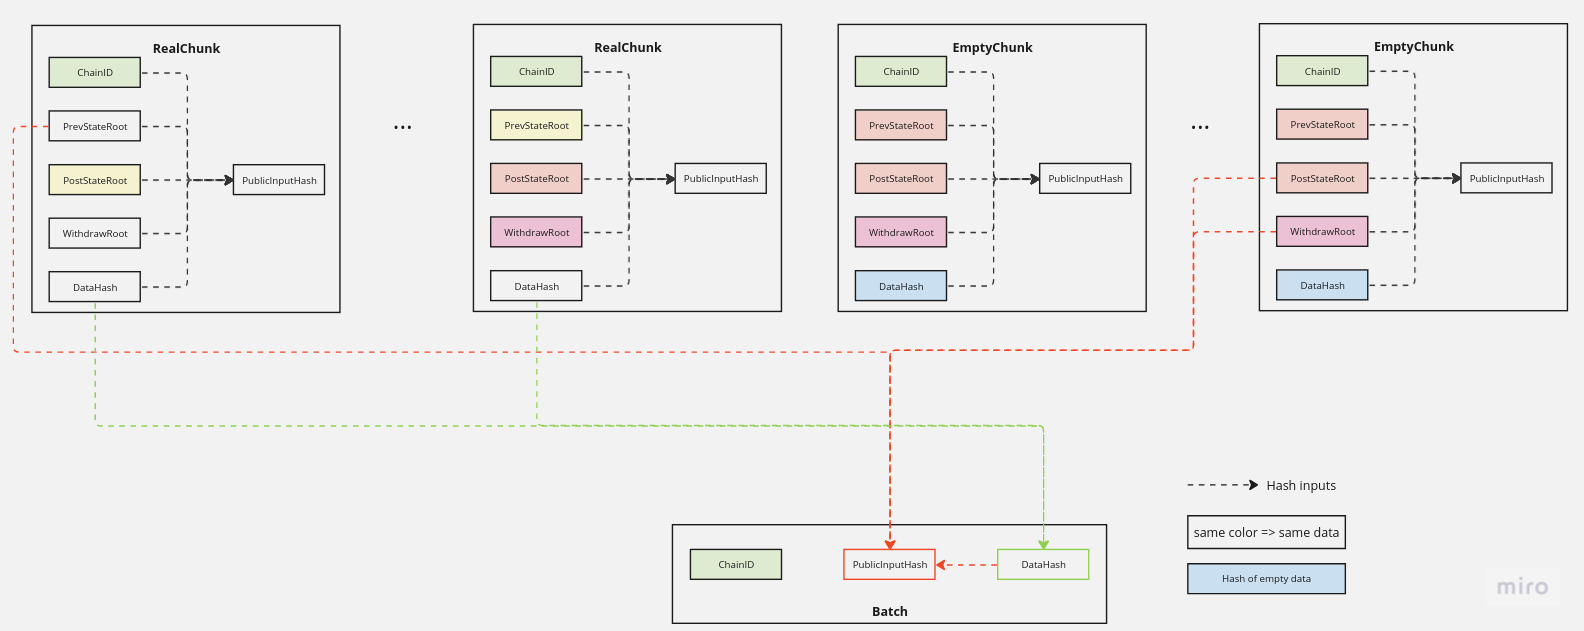 RealChunk
ChainID
PrevStateRoot
PostStateRoot
WithdrawRoot
DataHash
PublicInputHash
...
RealChunk
ChainID
PrevStateRoot
PostStateRoot
WithdrawRoot
DataHash
PublicInputHash
EmptyChunk
ChainID
PrevStateRoot
PostStateRoot
WithdrawRoot
DataHash
PublicInputHash
...
EmptyChunk
ChainID
PrevStateRoot
PostStateRoot
WithdrawRoot
DataHash
PublicInputHash
Hash inputs
same color => same data
Hash of empty data
ChainID
PublicInputHash
DataHash
Batch
miro